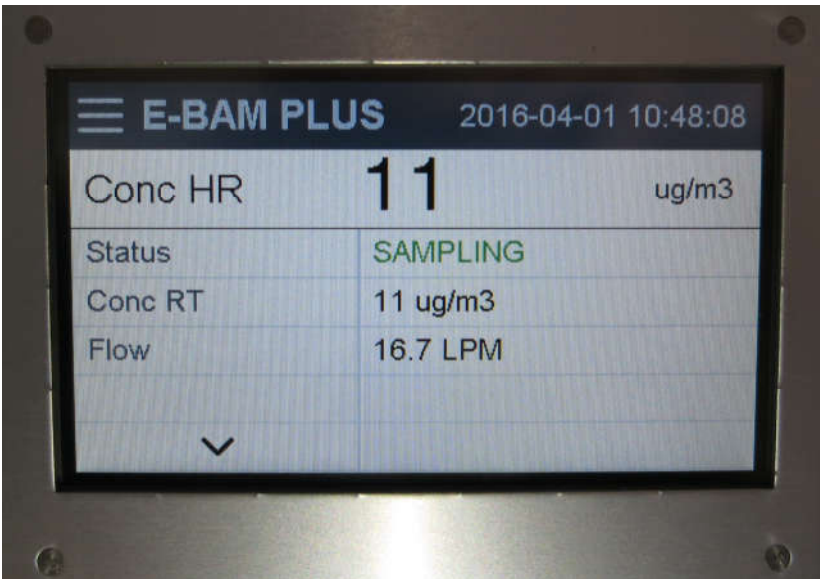 E-BAM PLUS 2016-04-01 10:48:08
Conc HR 11 ug/m3
Status SAMPLING
Conc RT 11 ug/m3
Flow 16.7 LPM